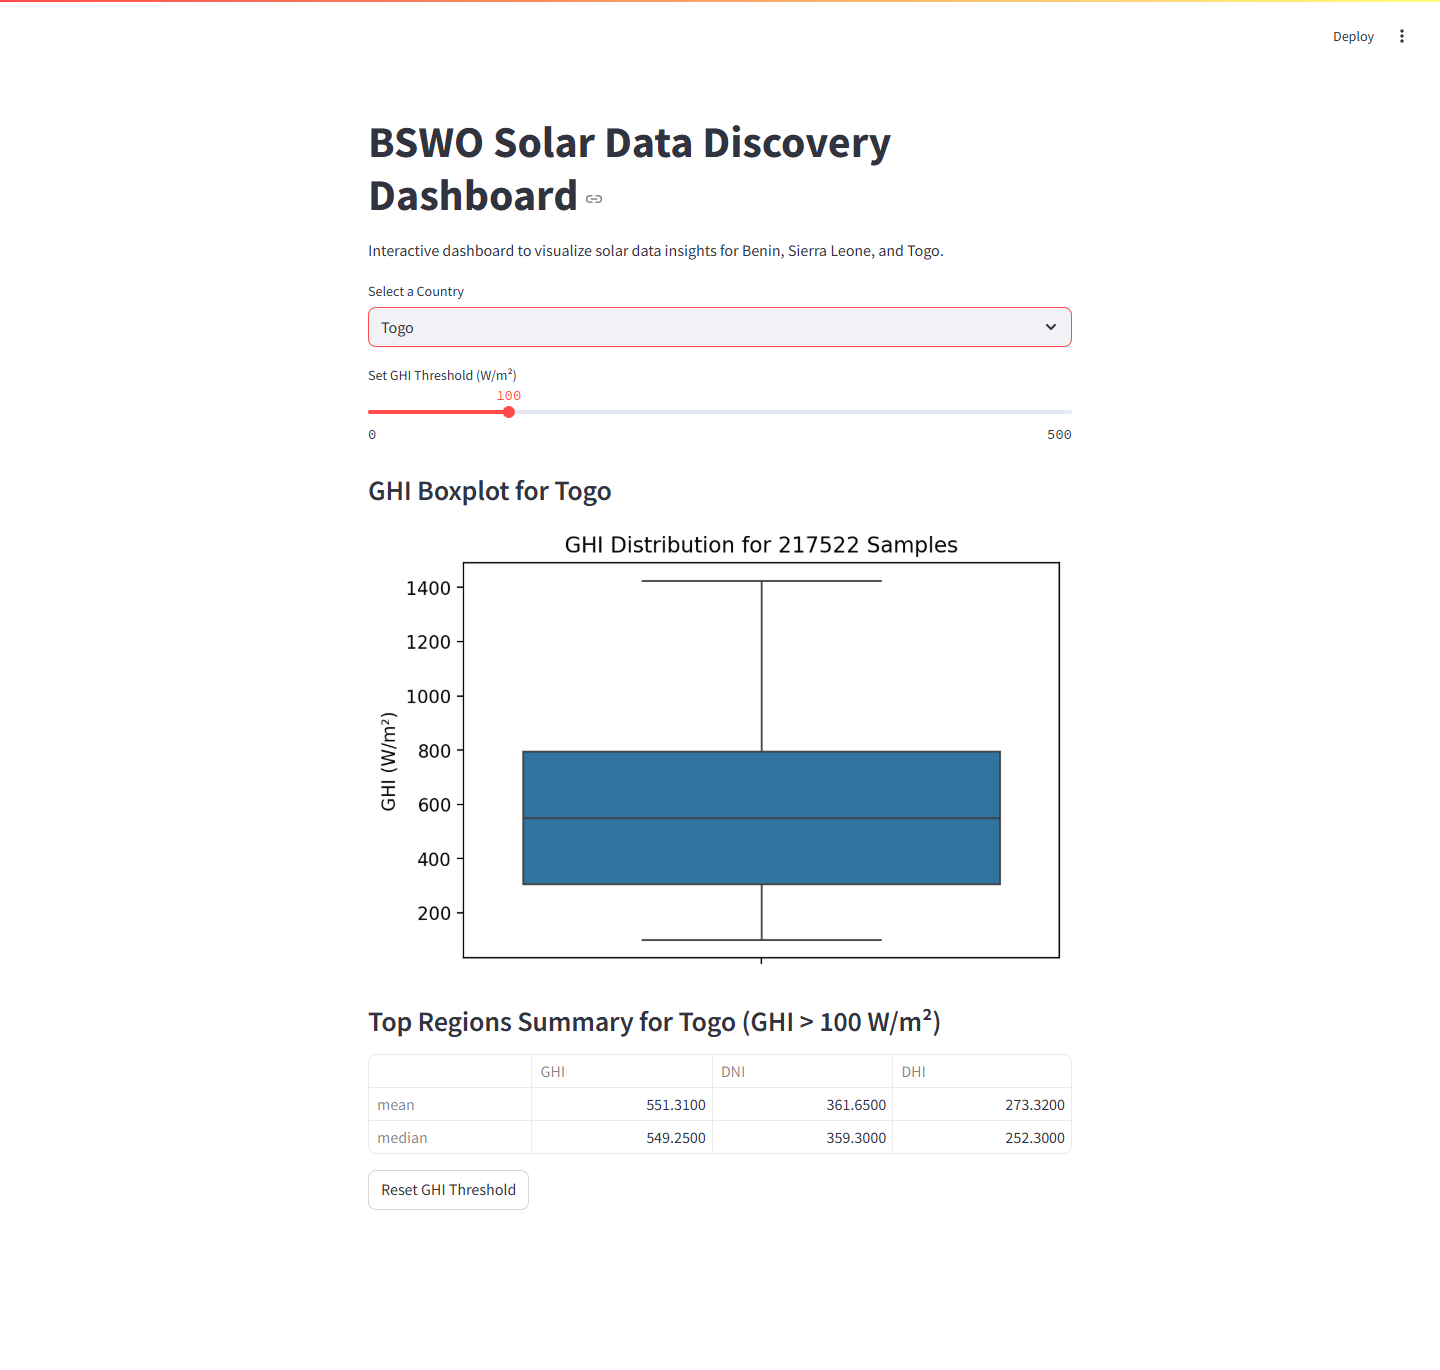 Deploy
BSWO Solar Data Discovery
Dashboard
Interactive dashboard to visualize solar data insights for Benin, Sierra Leone, and Togo.
Select a Country
Togo
Set GHI Threshold (W/m²)
100
0 500
GHI Boxplot for Togo
GHI Distribution for 217522 Samples
1400
1200
1000
800
600
400
200
GHI (W/m²)
Top Regions Summary for Togo (GHI > 100 W/m²)
GHI DNI DHI
mean 551.3100 361.6500 273.3200
median 549.2500 359.3000 252.3000
Reset GHI Threshold